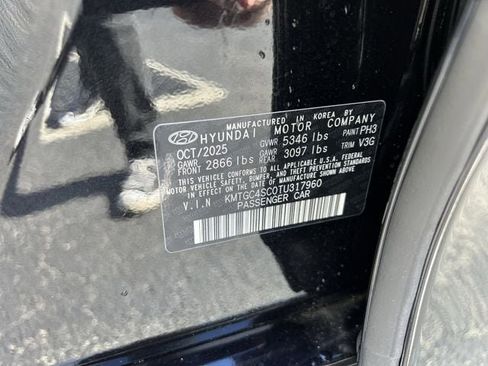 MANUFACTURED IN KOREA BY
HYUNDAI MOTOR COMPANY
OCT/2025 GVWR 5346 lbs PAINT PH3
GAWR FRONT 2866 lbs GAWR REAR 3097 lbs TRIM V3G
THIS VEHICLE CONFORMS TO ALL APPLICABLE U.S.A. FEDERAL
MOTOR VEHICLE SAFETY, BUMPER, AND THEFT PREVENTION STANDARDS
IN EFFECT ON THE DATE OF MANUFACTURE SHOWN ABOVE.
V.I.N KMTGC4SC0TU317960
PASSENGER CAR